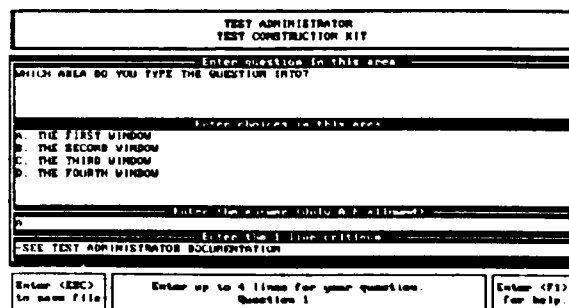 TEST ADMINISTRATOR
TEST CONSTRUCTION KIT
Enter question in this area
WHICH AREA DO YOU TYPE THE QUESTION INTO?
Enter choices in this area
A. THE FIRST WINDOW
B. THE SECOND WINDOW
C. THE THIRD WINDOW
D. THE FOURTH WINDOW
Enter the answer (Only A-E allowed)
A
Enter the 1 line critique
-SEE TEST ADMINISTRATOR DOCUMENTATION
Enter <ESC>
to save file
Enter up to 4 lines for your question.
Question 1
Enter <F1>
for help.